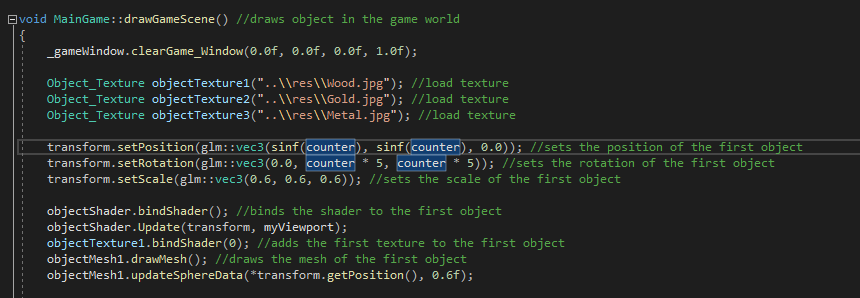 void MainGame::drawGameScene() //draws object in the game world
{
_gameWindow.clearGame_Window(0.0f, 0.0f, 0.0f, 1.0f);
Object_Texture objectTexture1("..\\res\\Wood.jpg"); //load texture
Object_Texture objectTexture2("..\\res\\Gold.jpg"); //load texture
Object_Texture objectTexture3("..\\res\\Metal.jpg"); //load texture
transform.setPosition(glm::vec3(sinf(counter), sinf(counter), 0.0)); //sets the position of the first object
transform.setRotation(glm::vec3(0.0, counter * 5, counter * 5)); //sets the rotation of the first object
transform.setScale(glm::vec3(0.6, 0.6, 0.6)); //sets the scale of the first object
objectShader.bindShader(); //binds the shader to the first object
objectShader.Update(transform, myViewport);
objectTexture1.bindShader(0); //adds the first texture to the first object
objectMesh1.drawMesh(); //draws the mesh of the first object
objectMesh1.updateSphereData(*transform.getPosition(), 0.6f);